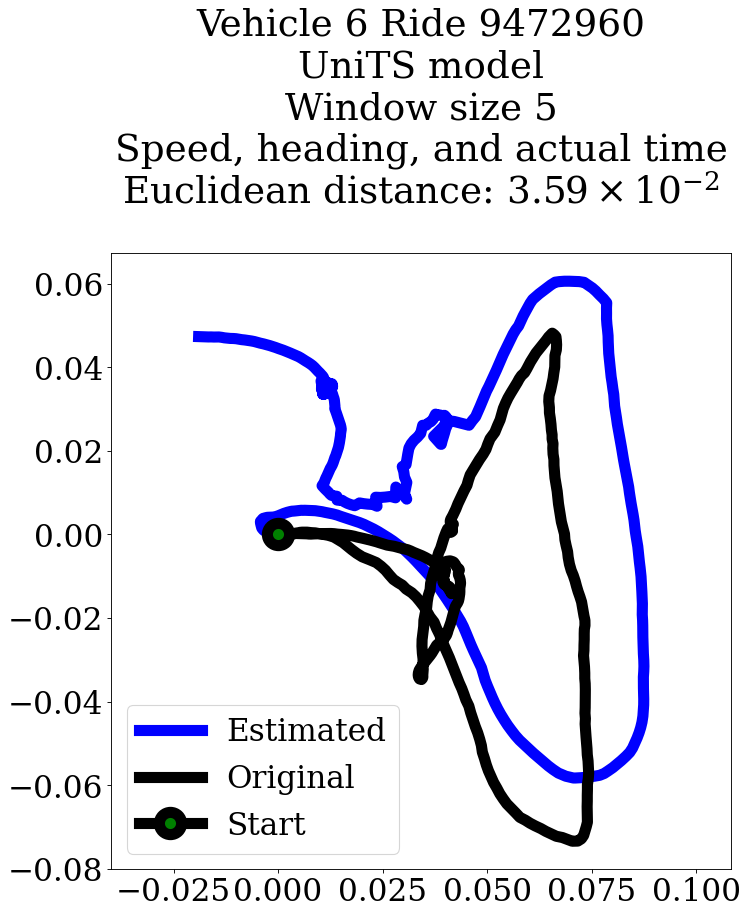 Vehicle 6 Ride 9472960
UniTS model
Window size 5
Speed, heading, and actual time
Euclidean distance: 3.59 × 10⁻²
0.06
0.04
0.02
0.00
−0.02
−0.04
−0.06
−0.08
Estimated
Original
Start
−0.025 0.000 0.025 0.050 0.075 0.100